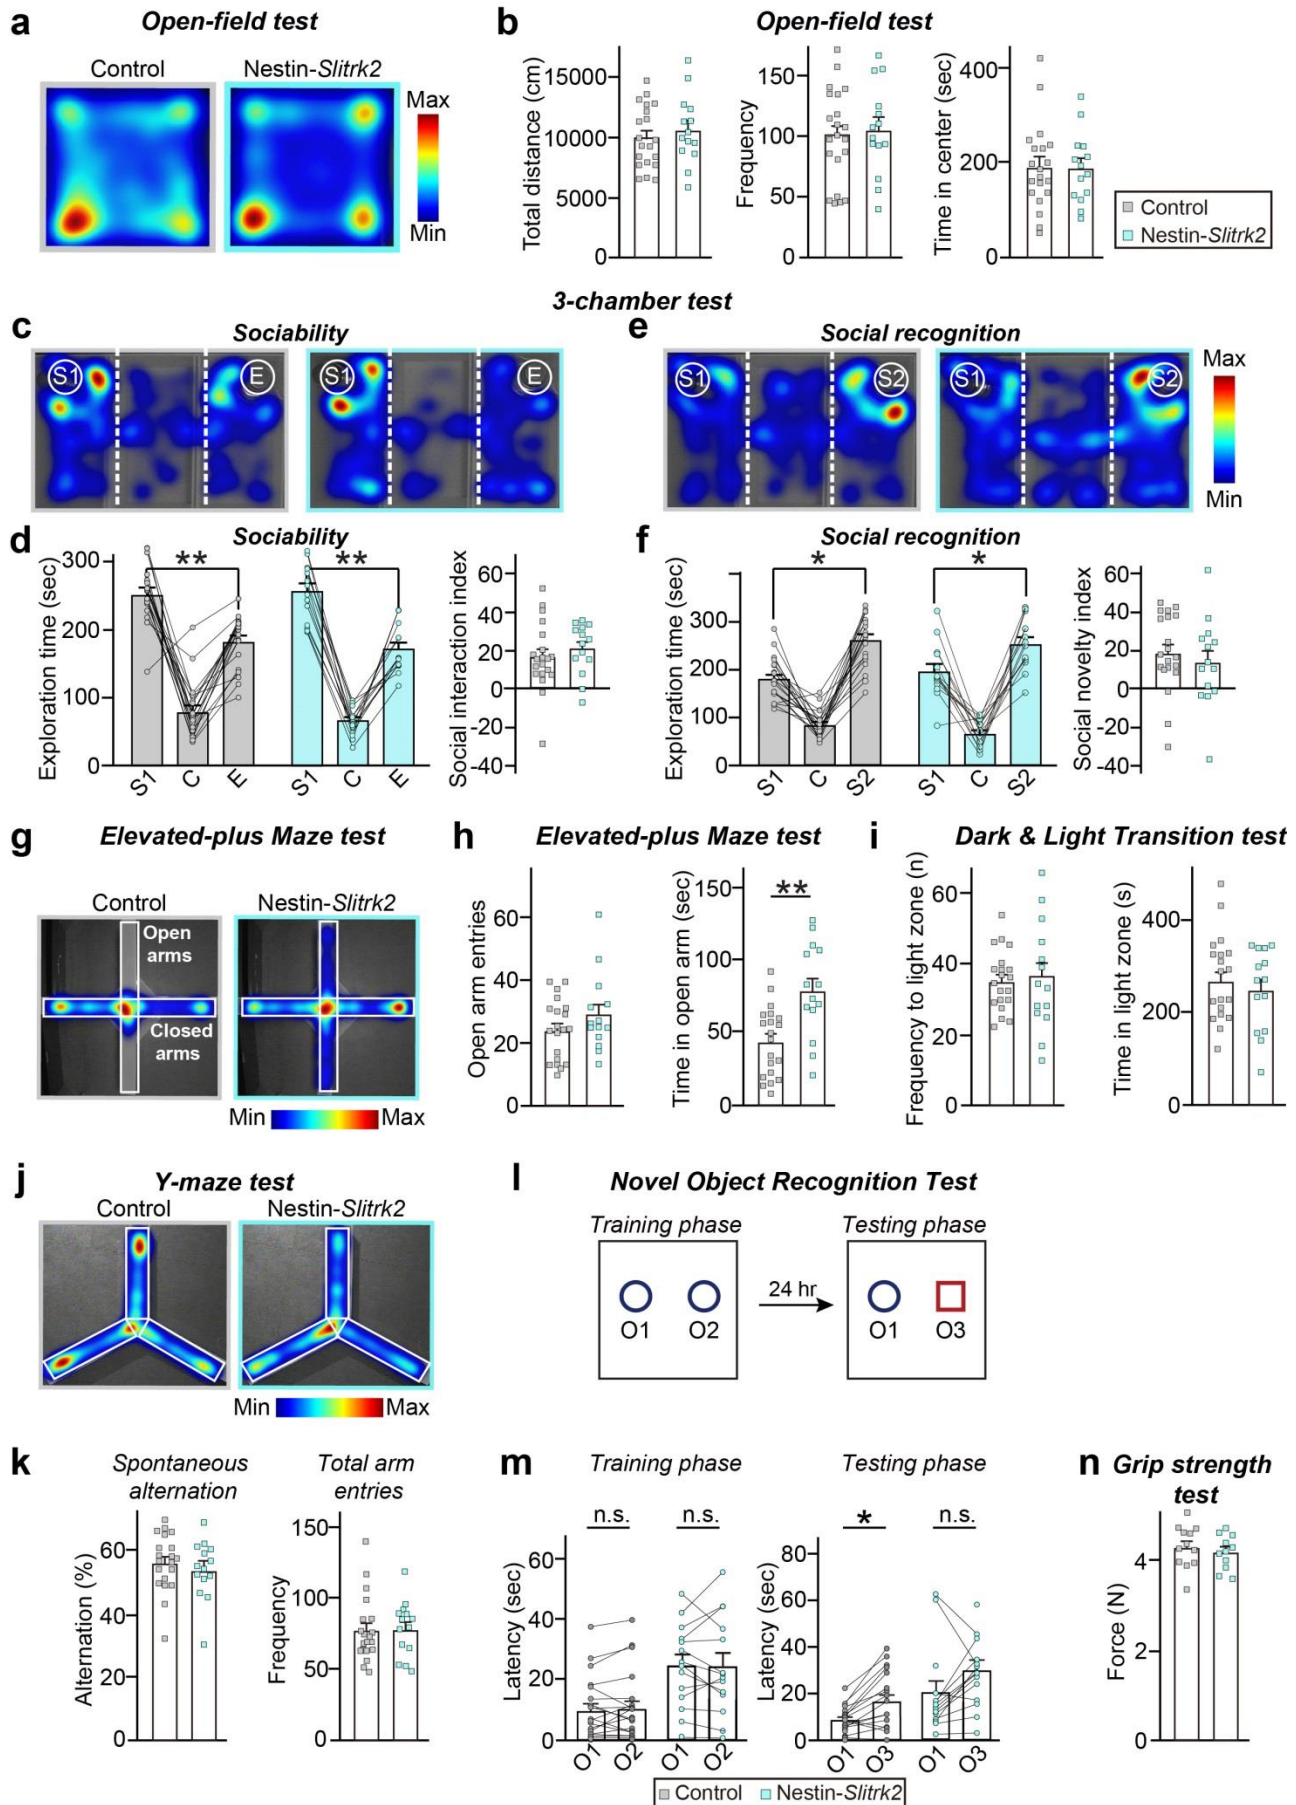 a
Open-field test
Control
Nestin-Slitrk2
Max
Min
b
Open-field test
Total distance (cm)
15000
10000
5000
0
Frequency
150
100
50
0
Time in center (sec)
400
200
0
Control
Nestin-Slitrk2
3-chamber test
c
Sociability
S1
E
S1
E
e
Social recognition
S1
S2
S1
S2
Max
Min
d
Sociability
Exploration time (sec)
300
200
100
0
**
**
S1
C
E
S1
C
E
Social interaction index
60
40
20
0
-20
-40
f
Social recognition
Exploration time (sec)
300
200
100
0
*
*
S1
C
S2
S1
C
S2
Social novelty index
60
40
20
0
-20
-40
g
Elevated-plus Maze test
Control
Nestin-Slitrk2
Open
arms
Closed
arms
Min
Max
h
Elevated-plus Maze test
Open arm entries
60
40
20
0
Time in open arm (sec)
150
100
50
0
**
i
Dark & Light Transition test
Frequency to light zone (n)
60
40
20
0
Time in light zone (s)
400
200
0
j
Y-maze test
Control
Nestin-Slitrk2
Min
Max
l
Novel Object Recognition Test
Training phase
Testing phase
O1
O2
24 hr
O1
O3
k
Spontaneous
alternation
Alternation (%)
60
40
20
0
Total arm
entries
Frequency
150
100
50
0
m
Training phase
Latency (sec)
60
40
20
0
n.s.
n.s.
O1
O2
O1
O2
Testing phase
Latency (sec)
80
60
40
20
0
*
n.s.
O1
O3
O1
O3
Control
Nestin-Slitrk2
n
Grip strength
test
Force (N)
4
2
0